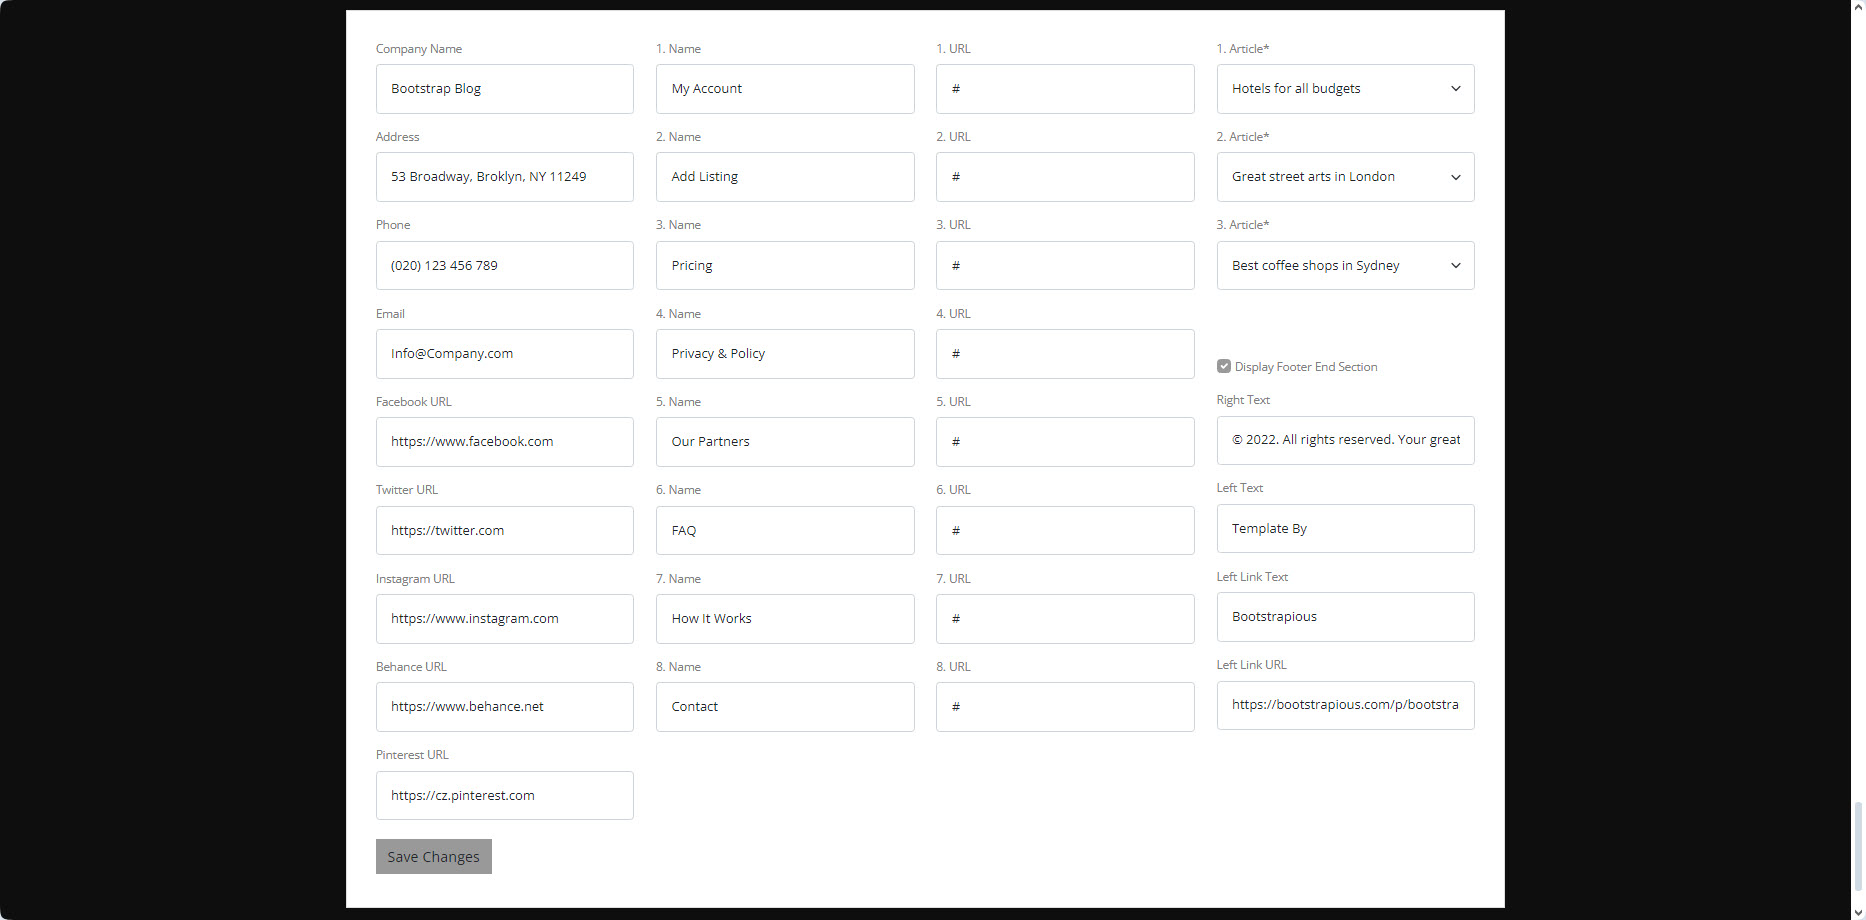 Company Name
Bootstrap Blog
Address
53 Broadway, Broklyn, NY 11249
Phone
(020) 123 456 789
Email
Info@Company.com
Facebook URL
https://www.facebook.com
Twitter URL
https://twitter.com
Instagram URL
https://www.instagram.com
Behance URL
https://www.behance.net
Pinterest URL
https://cz.pinterest.com
Save Changes
1. Name
My Account
2. Name
Add Listing
3. Name
Pricing
4. Name
Privacy & Policy
5. Name
Our Partners
6. Name
FAQ
7. Name
How It Works
8. Name
Contact
1. URL
#
2. URL
#
3. URL
#
4. URL
#
5. URL
#
6. URL
#
7. URL
#
8. URL
#
1. Article*
Hotels for all budgets
2. Article*
Great street arts in London
3. Article*
Best coffee shops in Sydney
Display Footer End Section
Right Text
© 2022. All rights reserved. Your great
Left Text
Template By
Left Link Text
Bootstrapious
Left Link URL
https://bootstrapious.com/p/bootstra